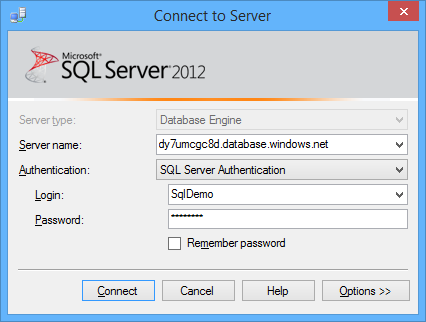 Connect to Server
Microsoft
SQL Server 2012
Server type: Database Engine
Server name: dy7umcgc8d.database.windows.net
Authentication: SQL Server Authentication
Login: SqlDemo
Password: ********
Remember password
Connect Cancel Help Options >>